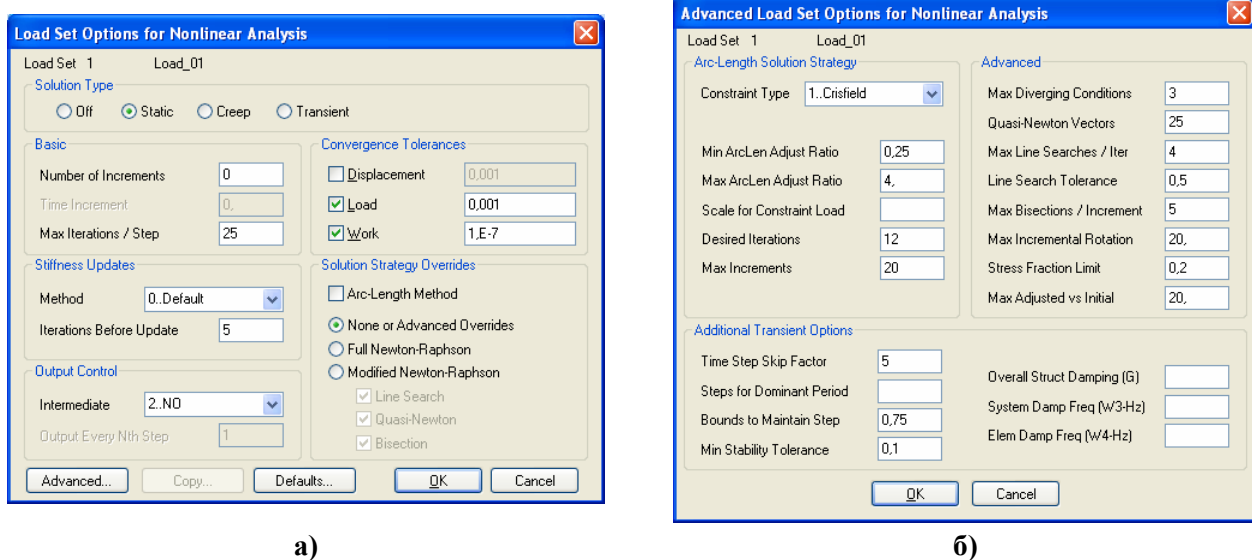 Load Set Options for Nonlinear Analysis
Load Set 1 Load_01
Solution Type
Off Static Creep Transient
Basic
Number of Increments 0
Time Increment 0,
Max Iterations / Step 25
Convergence Tolerances
Displacement 0,001
Load 0,001
Work 1,E-7
Stiffness Updates
Method 0..Default
Iterations Before Update 5
Solution Strategy Overrides
Arc-Length Method
None or Advanced Overrides
Full Newton-Raphson
Modified Newton-Raphson
Line Search
Quasi-Newton
Bisection
Output Control
Intermediate 2..NO
Output Every Nth Step 1
Advanced... Copy... Defaults... OK Cancel
а)
Advanced Load Set Options for Nonlinear Analysis
Load Set 1 Load_01
Arc-Length Solution Strategy
Constraint Type 1..Crisfield
Min ArcLen Adjust Ratio 0,25
Max ArcLen Adjust Ratio 4,
Scale for Constraint Load
Desired Iterations 12
Max Increments 20
Advanced
Max Diverging Conditions 3
Quasi-Newton Vectors 25
Max Line Searches / Iter 4
Line Search Tolerance 0,5
Max Bisections / Increment 5
Max Incremental Rotation 20,
Stress Fraction Limit 0,2
Max Adjusted vs Initial 20,
Additional Transient Options
Time Step Skip Factor 5
Steps for Dominant Period
Bounds to Maintain Step 0,75
Min Stability Tolerance 0,1
Overall Struct Damping (G)
System Damp Freq (W3-Hz)
Elem Damp Freq (W4-Hz)
OK Cancel
б)